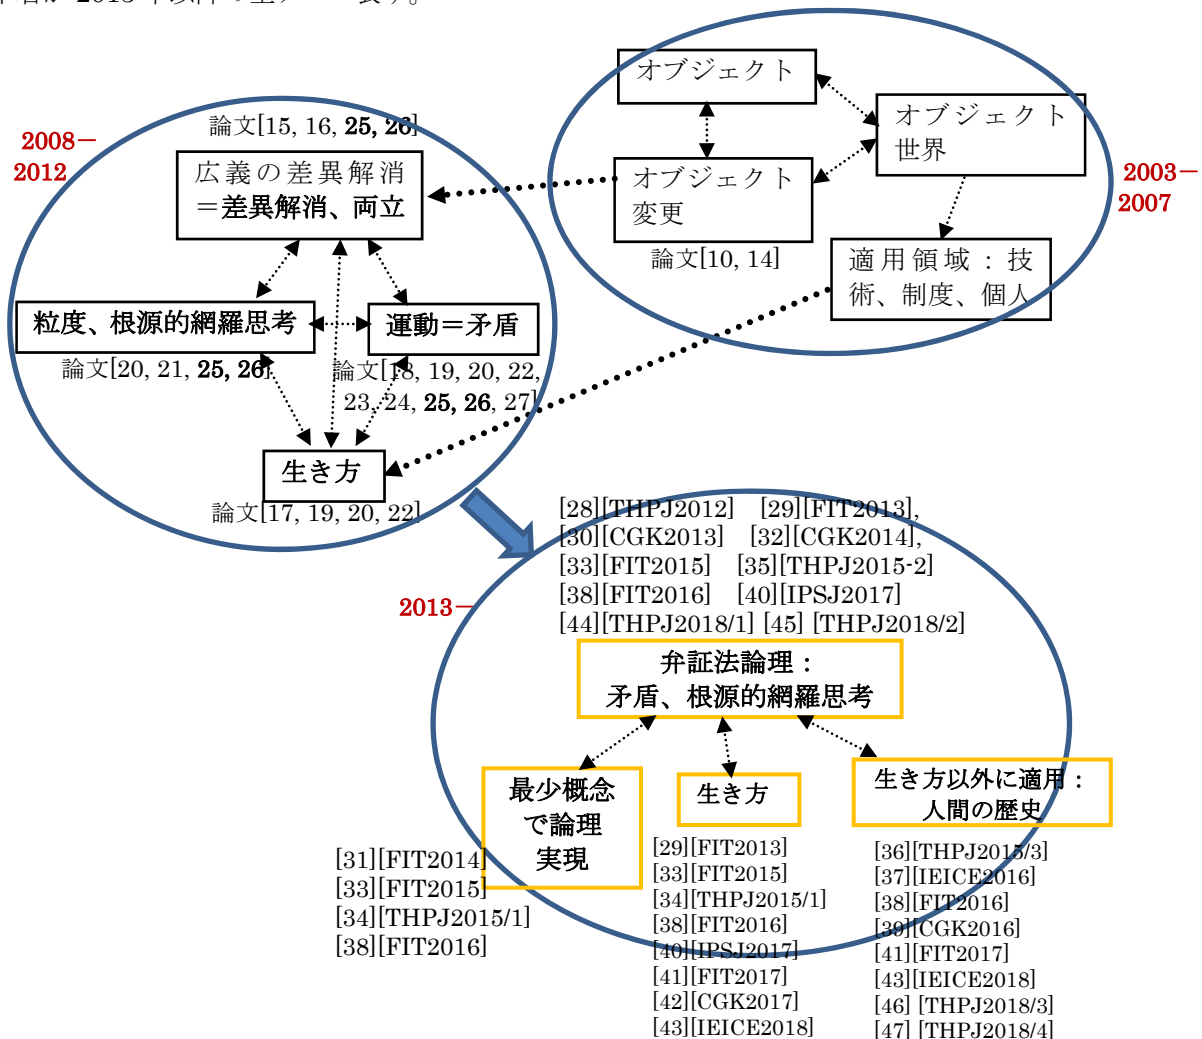 オブジェクト
オブジェクト
世界
オブジェクト
変更
論文[10, 14]
適用領域：技
術、制度、個人
2003－
2007
2008－
2012
論文[15, 16, 25, 26]
広義の差異解消
＝差異解消、両立
粒度、根源的網羅思考
論文[20, 21, 25, 26]
運動＝矛盾
論文[18, 19, 20, 22,
23, 24, 25, 26, 27]
生き方
論文[17, 19, 20, 22]
2013－
[28][THPJ2012] [29][FIT2013],
[30][CGK2013] [32][CGK2014],
[33][FIT2015] [35][THPJ2015-2]
[38][FIT2016] [40][IPSJ2017]
[44][THPJ2018/1] [45] [THPJ2018/2]
弁証法論理：
矛盾、根源的網羅思考
最少概念
で論理
実現
[31][FIT2014]
[33][FIT2015]
[34][THPJ2015/1]
[38][FIT2016]
生き方
[29][FIT2013]
[33][FIT2015]
[34][THPJ2015/1]
[38][FIT2016]
[40][IPSJ2017]
[41][FIT2017]
[42][CGK2017]
[43][IEICE2018]
生き方以外に適用：
人間の歴史
[36][THPJ2015/3]
[37][IEICE2016]
[38][FIT2016]
[39][CGK2016]
[41][FIT2017]
[43][IEICE2018]
[46] [THPJ2018/3]
[47] [THPJ2018/4]